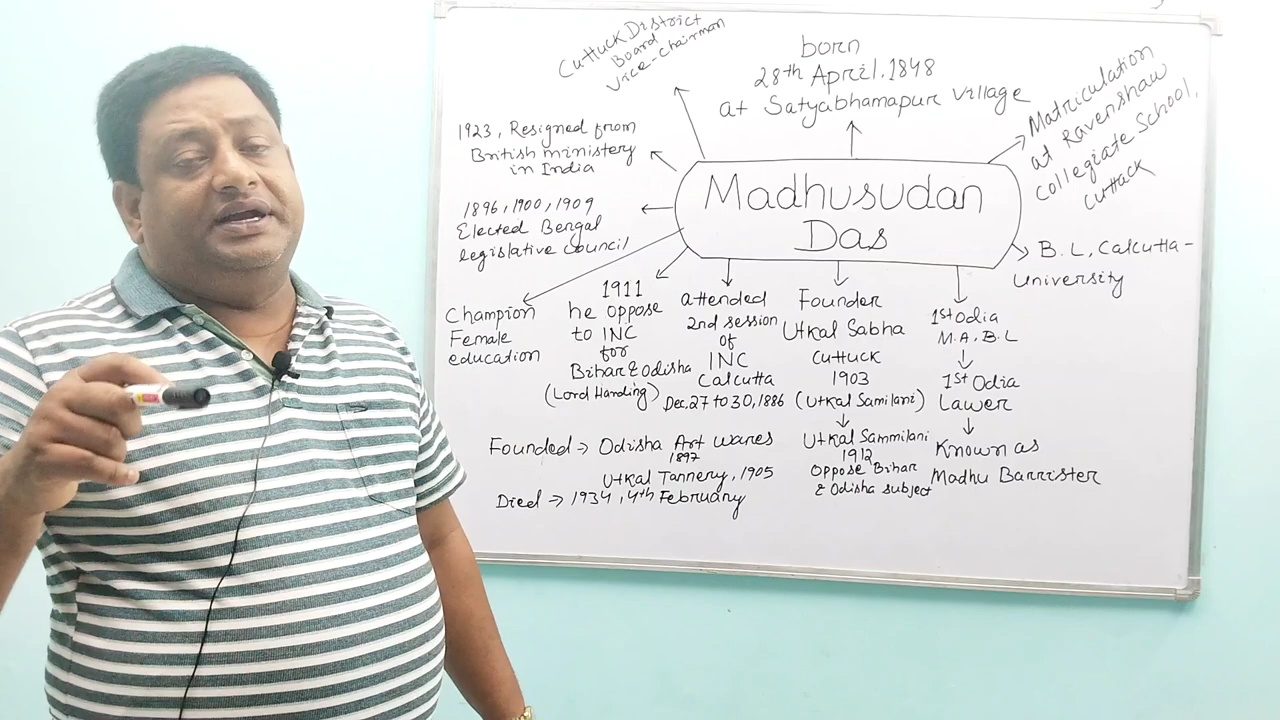 Cuttuck District
Board
vice-chairman
born
28th April.1848
at Satyabhamapur village
Matriculation
at Ravenshaw
collegiate School,
cuttack
1923, Resigned from
British ministery
in India
1896, 1900, 1909
Elected Bengal
legislative council
Madhusudan
Das
B.L, Calcutta-
University
Champion
Female
education
1911
he oppose
to INC
for
Bihar & Odisha
(Lord Harding)
attended
2nd session
of
INC
Calcutta
Dec.27 to 30, 1886
Founder
Utkal Sabha
Cuttuck
1903
(Utkal Samilani)
Utkal Sammilani
1912
oppose Bihar
& Odisha subject
1st Odia
M.A, B.L
1st Odia
Lawer
Known as
Madhu Barrister
Founded → Odisha Art wares
1897
Utkal Tannery, 1905
Died → 1934, 4th February